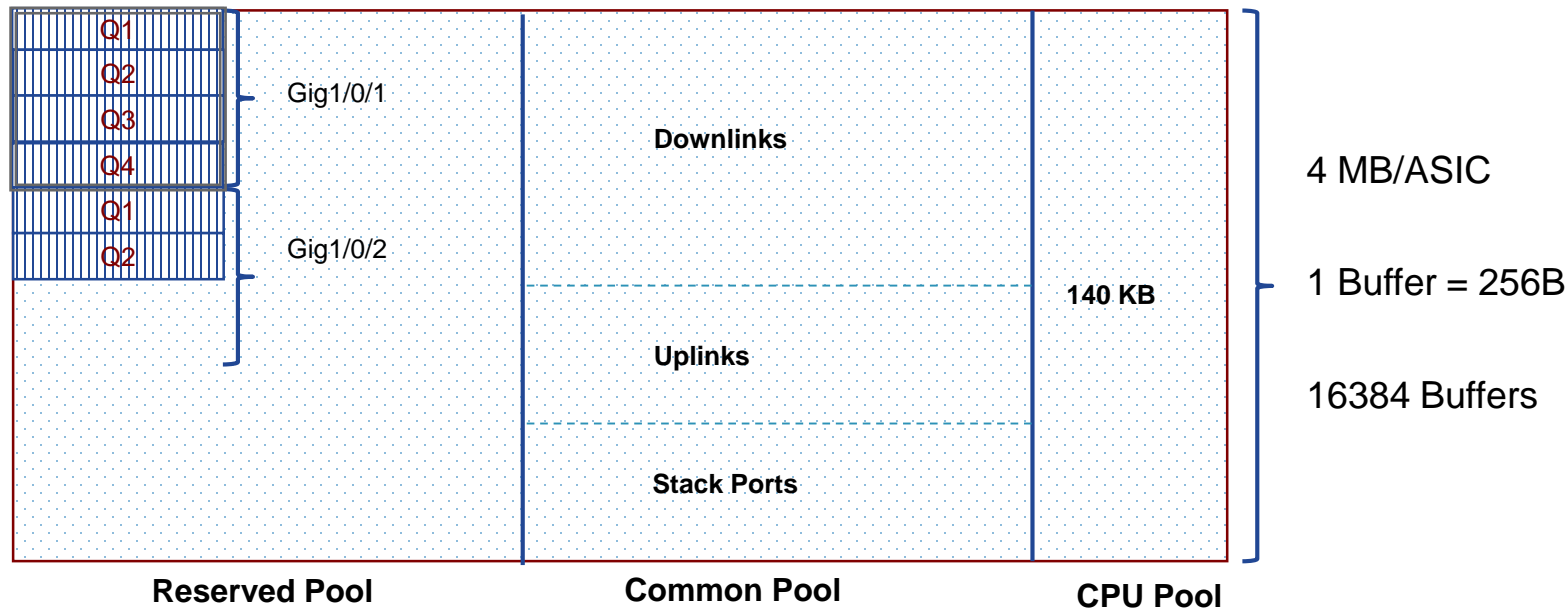 Q1
Q2
Q3
Q4
Gig1/0/1
Q1
Q2
Gig1/0/2
Downlinks
Uplinks
Stack Ports
140 KB
4 MB/ASIC
1 Buffer = 256B
16384 Buffers
Reserved Pool
Common Pool
CPU Pool